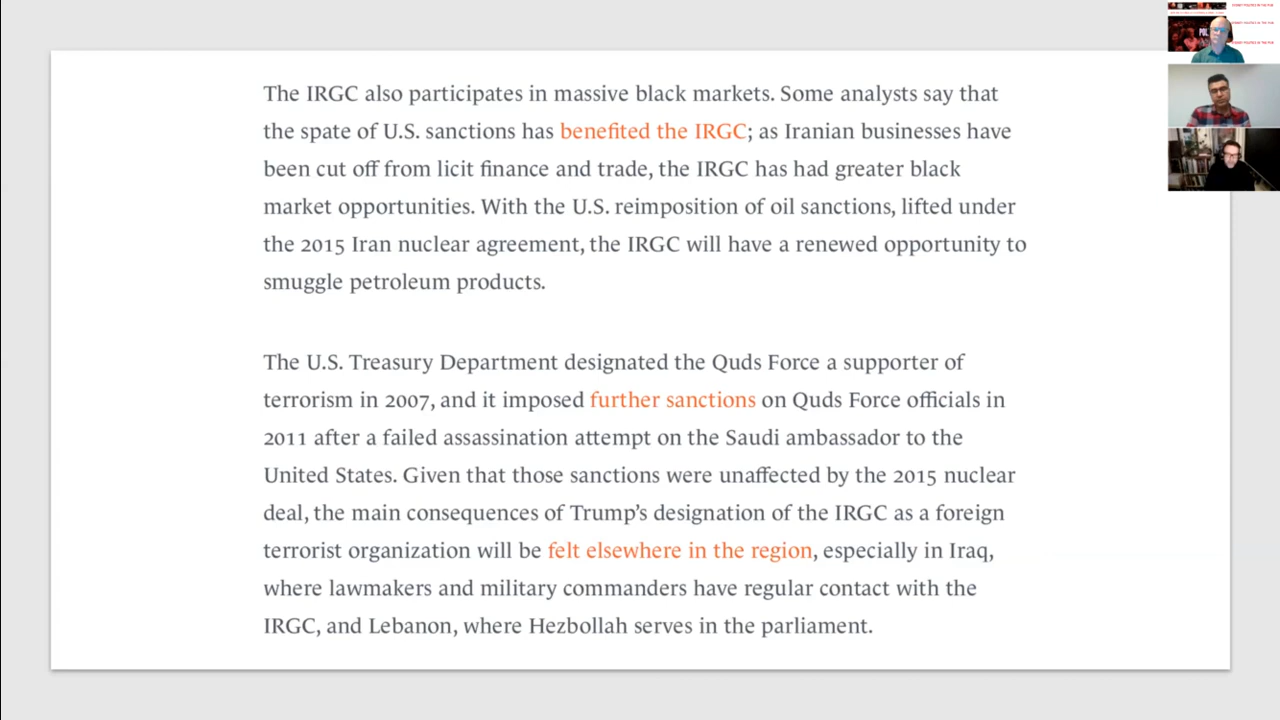 The IRGC also participates in massive black markets. Some analysts say that
the spate of U.S. sanctions has benefited the IRGC; as Iranian businesses have
been cut off from licit finance and trade, the IRGC has had greater black
market opportunities. With the U.S. reimposition of oil sanctions, lifted under
the 2015 Iran nuclear agreement, the IRGC will have a renewed opportunity to
smuggle petroleum products.
The U.S. Treasury Department designated the Quds Force a supporter of
terrorism in 2007, and it imposed further sanctions on Quds Force officials in
2011 after a failed assassination attempt on the Saudi ambassador to the
United States. Given that those sanctions were unaffected by the 2015 nuclear
deal, the main consequences of Trump’s designation of the IRGC as a foreign
terrorist organization will be felt elsewhere in the region, especially in Iraq,
where lawmakers and military commanders have regular contact with the
IRGC, and Lebanon, where Hezbollah serves in the parliament.